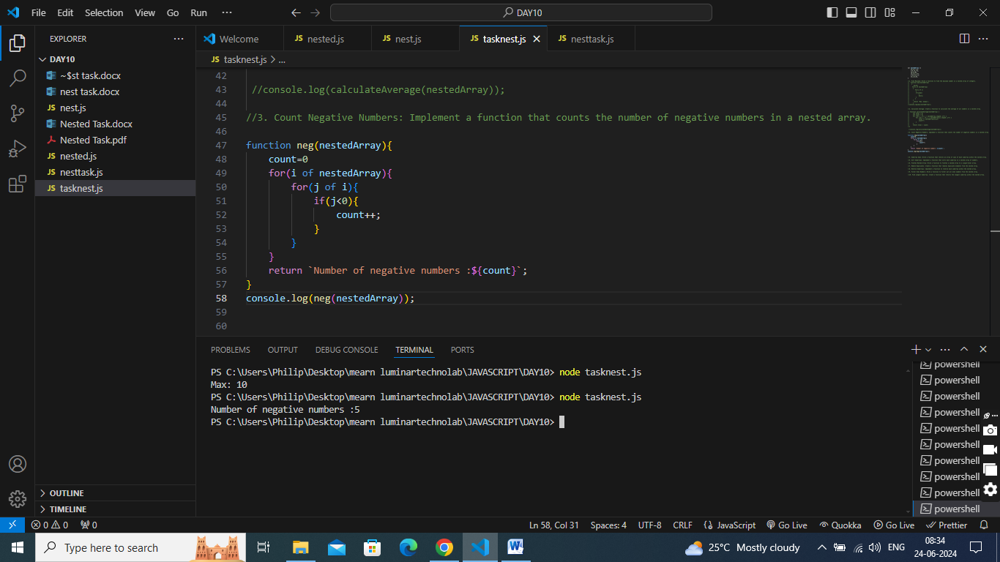 File Edit Selection View Go Run ··· DAY10
EXPLORER ···
DAY10
~$st task.docx
nest task.docx
nest.js
Nested Task.docx
Nested Task.pdf
nested.js
nesttask.js
tasknest.js
OUTLINE
TIMELINE
Welcome JS nested.js JS nest.js JS tasknest.js JS nesttask.js
JS tasknest.js > ...
42
43 //console.log(calculateAverage(nestedArray));
44
45 //3. Count Negative Numbers: Implement a function that counts the number of negative numbers in a nested array.
46
47 function neg(nestedArray){
48 count=0
49 for(i of nestedArray){
50 for(j of i){
51 if(j<0){
52 count++;
53 }
54 }
55 }
56 return `Number of negative numbers :${count}`;
57 }
58 console.log(neg(nestedArray));
59
60
PROBLEMS OUTPUT DEBUG CONSOLE TERMINAL PORTS
PS C:\Users\Philip\Desktop\mearn luminartechnolab\JAVASCRIPT\DAY10> node tasknest.js
Max: 10
PS C:\Users\Philip\Desktop\mearn luminartechnolab\JAVASCRIPT\DAY10> node tasknest.js
Number of negative numbers :5
PS C:\Users\Philip\Desktop\mearn luminartechnolab\JAVASCRIPT\DAY10>
powershell
powershell
powershell
powershell
powershell
powershell
powershell
powershell
powershell
powershell
0 0 0 Ln 58, Col 31 Spaces: 4 UTF-8 CRLF {} JavaScript Go Live Quokka Go Live Prettier
Type here to search 25°C Mostly cloudy ENG 08:34
24-06-2024